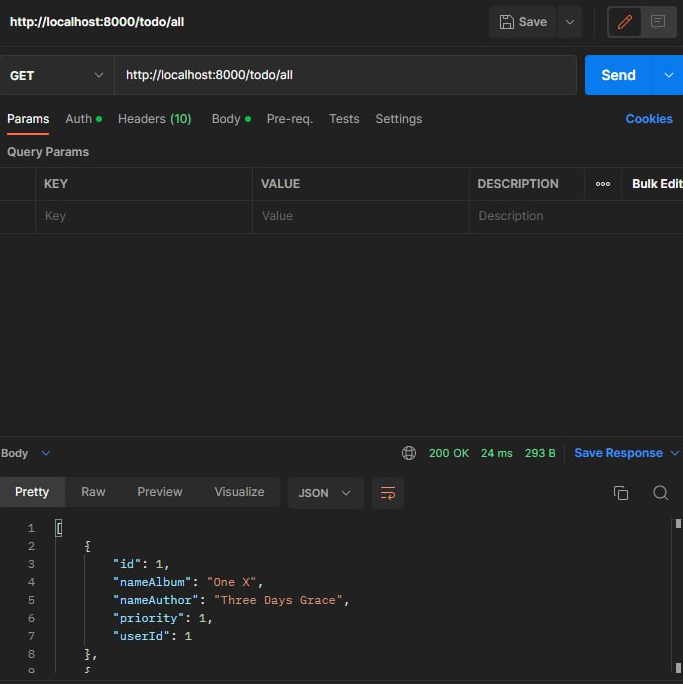 http://localhost:8000/todo/all
Save
GET
http://localhost:8000/todo/all
Send
Params Auth Headers (10) Body Pre-req. Tests Settings Cookies
Query Params
KEY VALUE DESCRIPTION Bulk Edit
Key Value Description
Body 200 OK 24 ms 293 B Save Response
Pretty Raw Preview Visualize JSON
1 [
2 {
3 "id": 1,
4 "nameAlbum": "One X",
5 "nameAuthor": "Three Days Grace",
6 "priority": 1,
7 "userId": 1
8 },
9 {